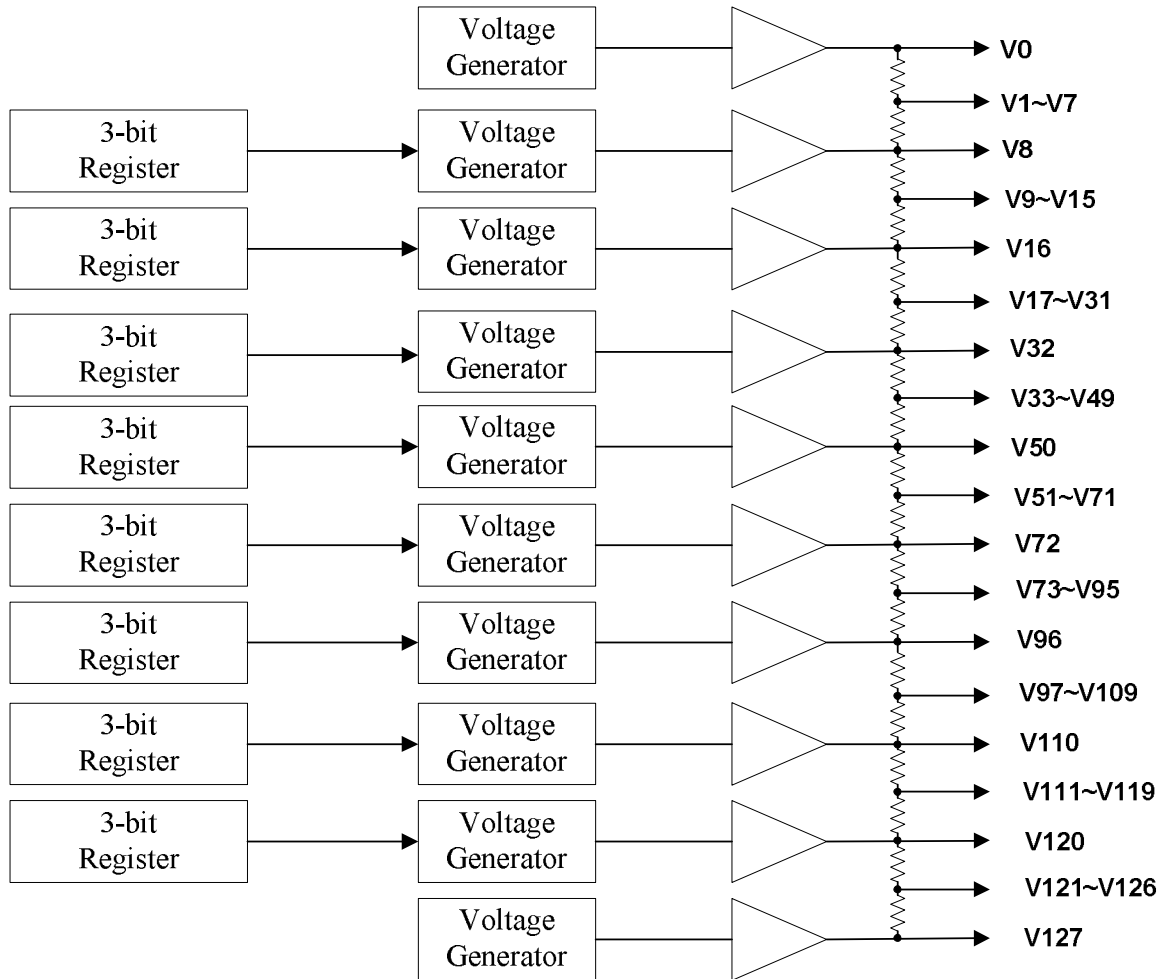 Voltage
Generator
V0
V1~V7
3-bit
Register
Voltage
Generator
V8
V9~V15
3-bit
Register
Voltage
Generator
V16
V17~V31
3-bit
Register
Voltage
Generator
V32
V33~V49
3-bit
Register
Voltage
Generator
V50
V51~V71
3-bit
Register
Voltage
Generator
V72
V73~V95
3-bit
Register
Voltage
Generator
V96
V97~V109
3-bit
Register
Voltage
Generator
V110
V111~V119
3-bit
Register
Voltage
Generator
V120
V121~V126
Voltage
Generator
V127